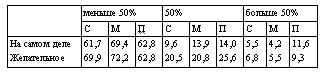 меньше 50% 50% больше 50%
С М Ц С М Ц С М Ц
На самом деле 61,7 69,4 62,8 9,6 13,9 14,0 5,5 4,2 11,6
Желательно е 69,9 72,2 62,8 20,5 20,8 25,6 6,8 5,5 9,3